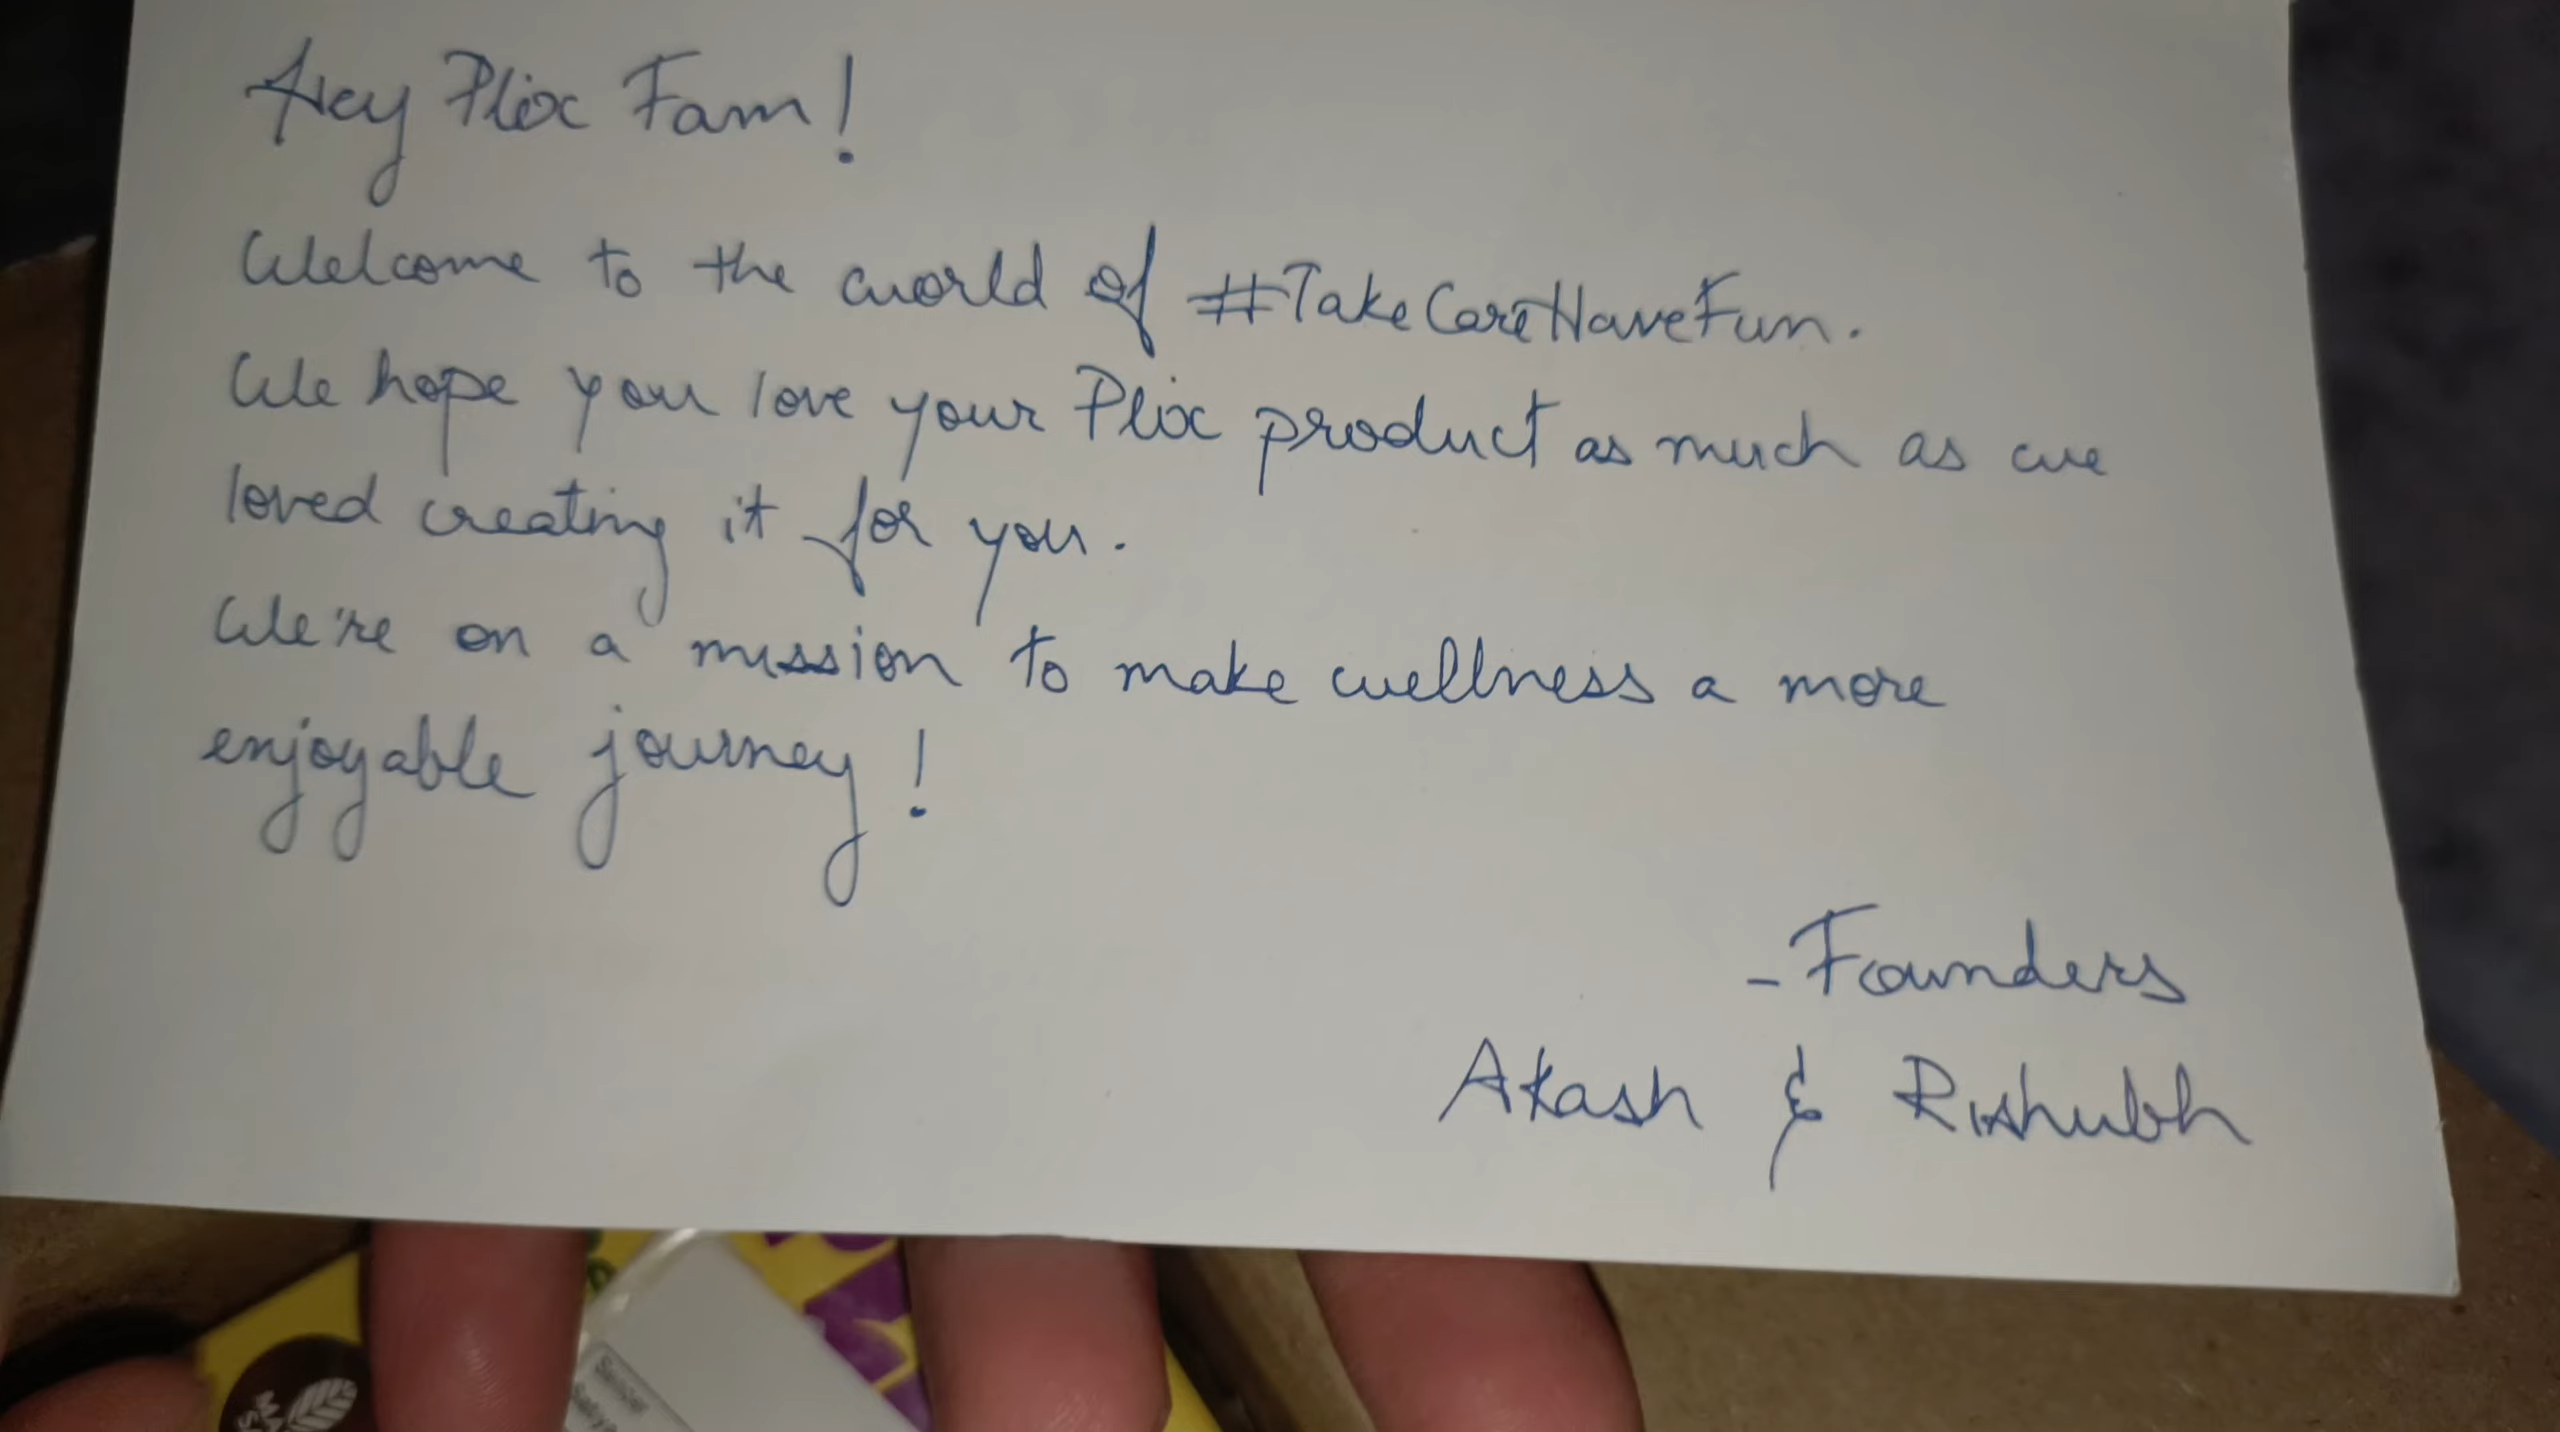 Hey Plix Fam!
Welcome to the world of #TakeCareHaveFun.
We hope you love your Plix product as much as we
loved creating it for you.
We're on a mission to make wellness a more
enjoyable journey!
- Founders
Akash & Rishubh